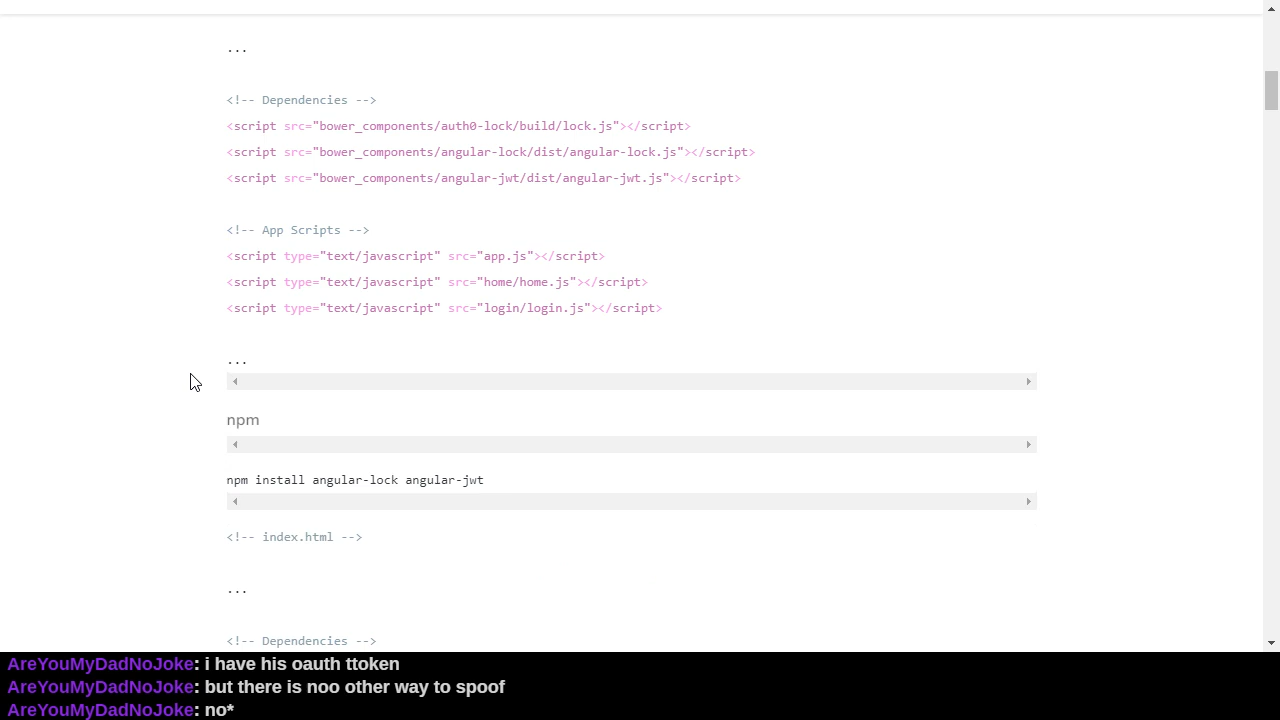 ...
<!-- Dependencies -->
<script src="bower_components/auth0-lock/build/lock.js"></script>
<script src="bower_components/angular-lock/dist/angular-lock.js"></script>
<script src="bower_components/angular-jwt/dist/angular-jwt.js"></script>
<!-- App Scripts -->
<script type="text/javascript" src="app.js"></script>
<script type="text/javascript" src="home/home.js"></script>
<script type="text/javascript" src="login/login.js"></script>
...
npm
npm install angular-lock angular-jwt
<!-- index.html -->
...
<!-- Dependencies -->
AreYouMyDadNoJoke: i have his oauth ttoken
AreYouMyDadNoJoke: but there is noo other way to spoof
AreYouMyDadNoJoke: no*